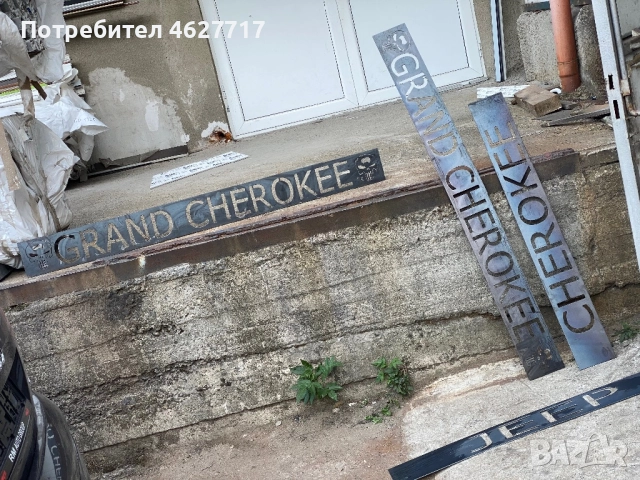 Потребител 4627717
GRAND CHEROKEE
GRAND CHEROKEE
CHEROKEE
JEEP
BAZAR